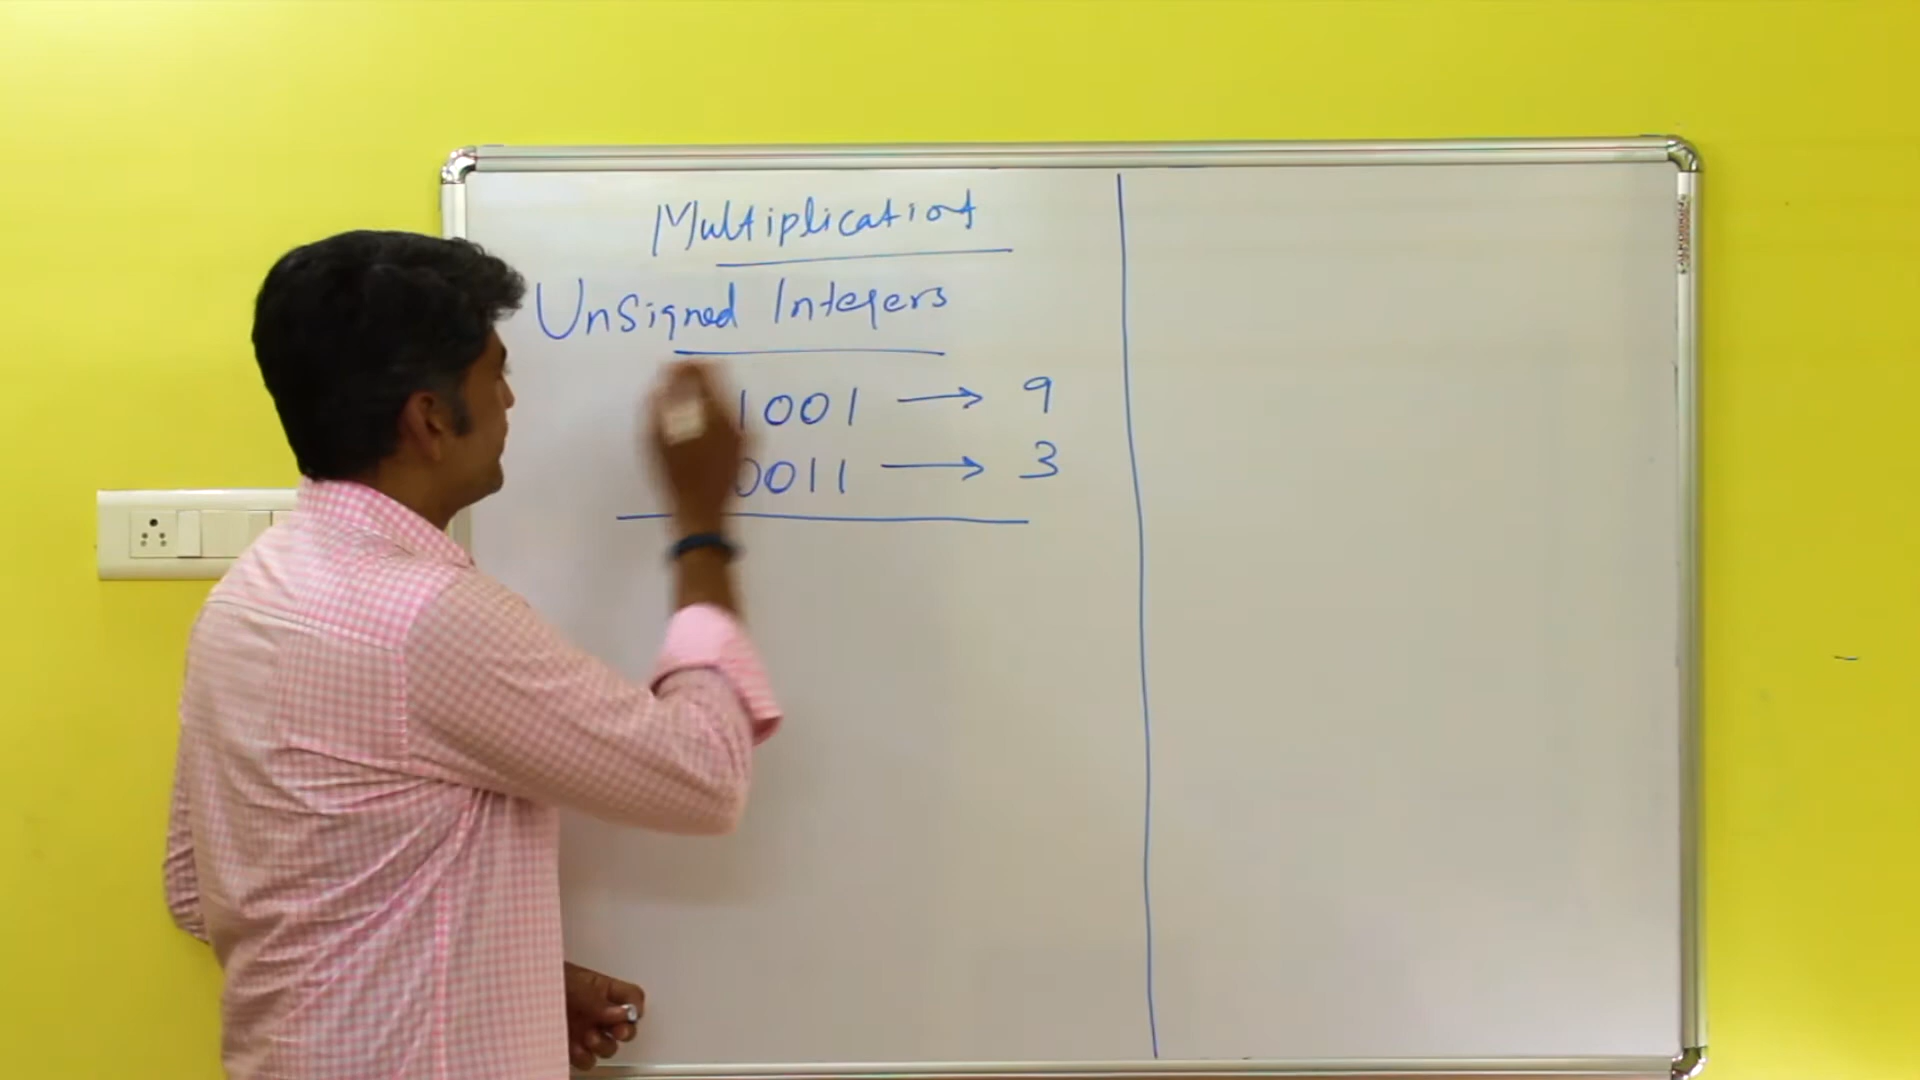 Multiplication
Unsigned Integers
1001 → 9
0011 → 3